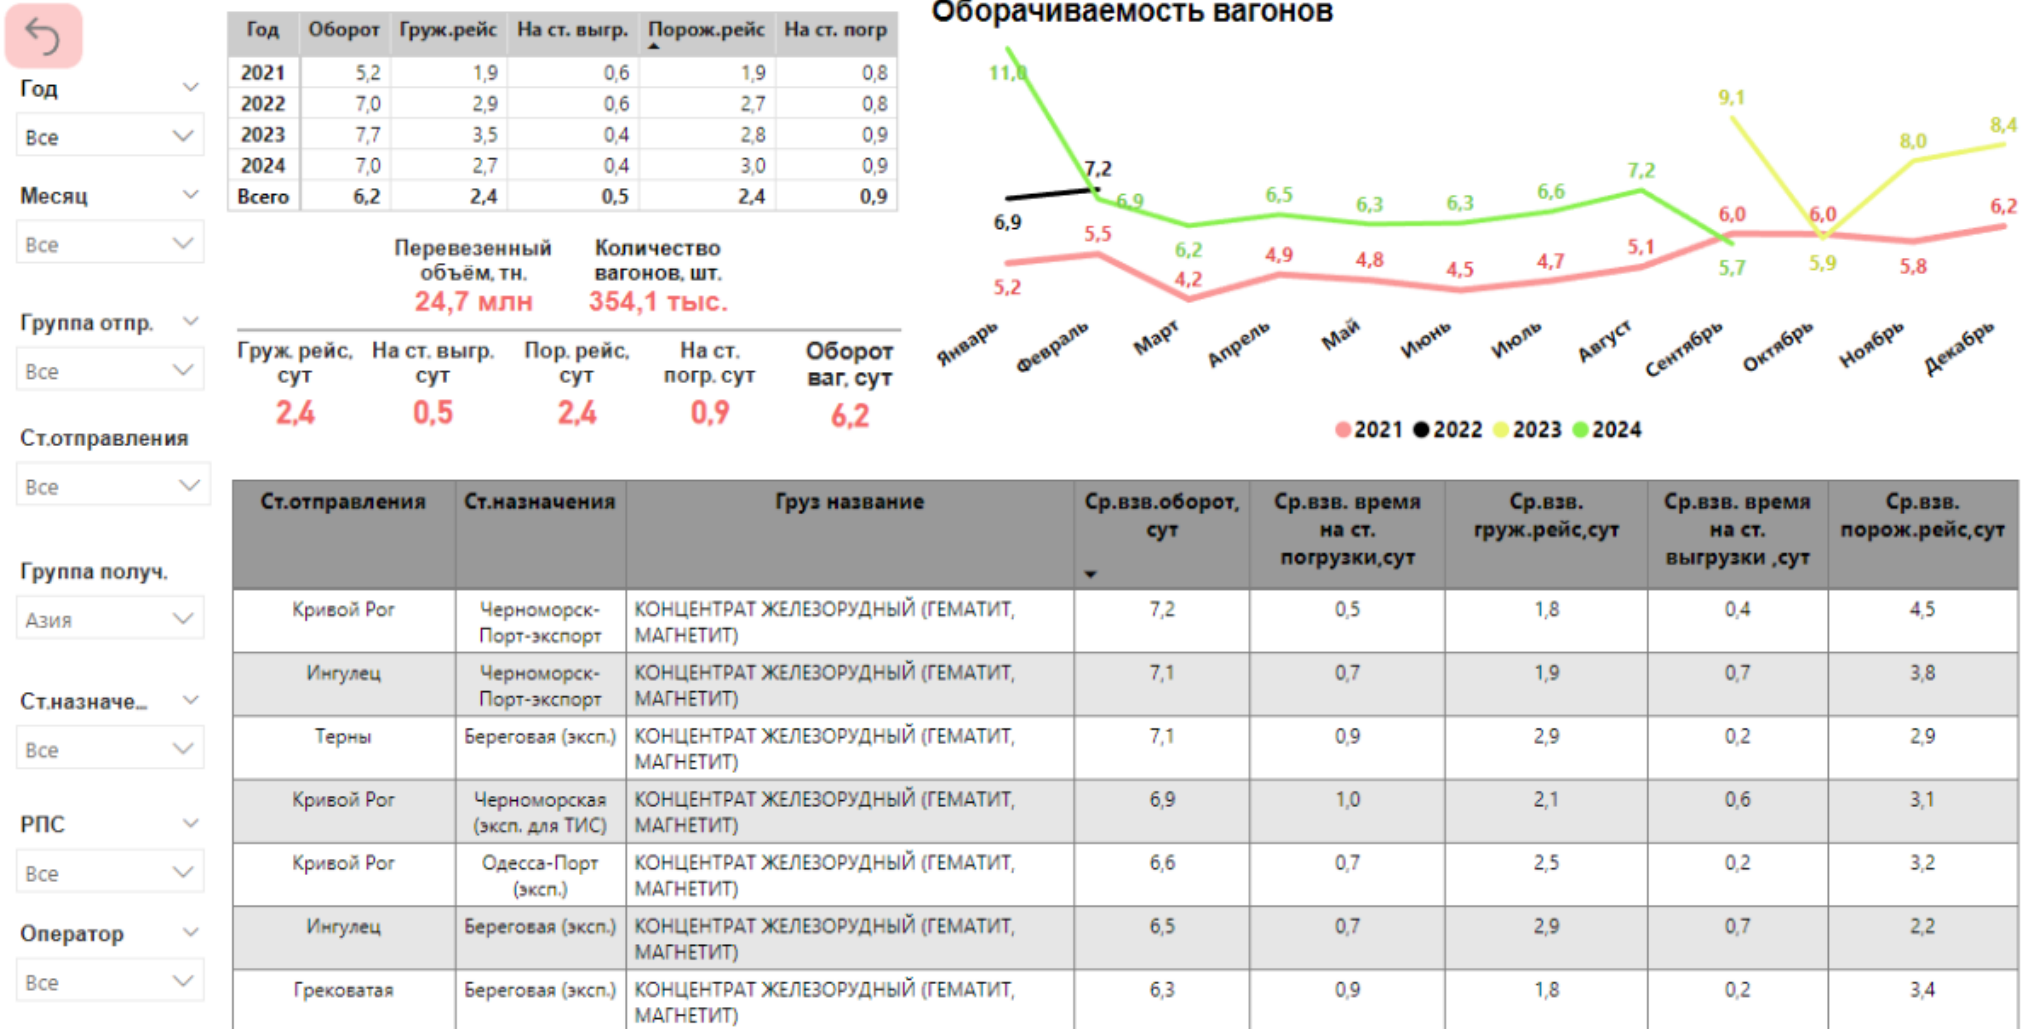 Оборачиваемость вагонов
Год Оборот Груж.рейс На ст. выгр. Порож.рейс На ст. погр
2021 5,2 1,9 0,6 1,9 0,8
2022 7,0 2,9 0,6 2,7 0,8
2023 7,7 3,5 0,4 2,8 0,9
2024 7,0 2,7 0,4 3,0 0,9
Всего 6,2 2,4 0,5 2,4 0,9
Год
Все
Месяц
Все
Группа отпр.
Все
Ст.отправления
Все
Группа получ.
Азия
Ст.назначе...
Все
РПС
Все
Оператор
Все
Перевезенный
объём, тн.
24,7 млн
Количество
вагонов, шт.
354,1 тыс.
Груж. рейс,
сут
2,4
На ст. выгр.
сут
0,5
Пор. рейс,
сут
2,4
На ст.
погр. сут
0,9
Оборот
ваг, сут
6,2
11,0 6,9 6,2 6,5 6,3 6,3 6,6 7,2 5,7
6,9 7,2
9,1 5,9 8,0 8,4
5,2 5,5 4,2 4,9 4,8 4,5 4,7 5,1 6,0 6,0 5,8 6,2
Январь Февраль Март Апрель Май Июнь Июль Август Сентябрь Октябрь Ноябрь Декабрь
2021 2022 2023 2024
Ст.отправления Ст.назначения Груз название Ср.взв.оборот, сут Ср.взв. время на ст. погрузки,сут Ср.взв. груж.рейс,сут Ср.взв. время на ст. выгрузки ,сут Ср.взв. порож.рейс,сут
Кривой Рог Черноморск-Порт-экспорт КОНЦЕНТРАТ ЖЕЛЕЗОРУДНЫЙ (ГЕМАТИТ, МАГНЕТИТ) 7,2 0,5 1,8 0,4 4,5
Ингулец Черноморск-Порт-экспорт КОНЦЕНТРАТ ЖЕЛЕЗОРУДНЫЙ (ГЕМАТИТ, МАГНЕТИТ) 7,1 0,7 1,9 0,7 3,8
Терны Береговая (эксп.) КОНЦЕНТРАТ ЖЕЛЕЗОРУДНЫЙ (ГЕМАТИТ, МАГНЕТИТ) 7,1 0,9 2,9 0,2 2,9
Кривой Рог Черноморская (эксп. для ТИС) КОНЦЕНТРАТ ЖЕЛЕЗОРУДНЫЙ (ГЕМАТИТ, МАГНЕТИТ) 6,9 1,0 2,1 0,6 3,1
Кривой Рог Одесса-Порт (эксп.) КОНЦЕНТРАТ ЖЕЛЕЗОРУДНЫЙ (ГЕМАТИТ, МАГНЕТИТ) 6,6 0,7 2,5 0,2 3,2
Ингулец Береговая (эксп.) КОНЦЕНТРАТ ЖЕЛЕЗОРУДНЫЙ (ГЕМАТИТ, МАГНЕТИТ) 6,5 0,7 2,9 0,7 2,2
Грековатая Береговая (эксп.) КОНЦЕНТРАТ ЖЕЛЕЗОРУДНЫЙ (ГЕМАТИТ, МАГНЕТИТ) 6,3 0,9 1,8 0,2 3,4